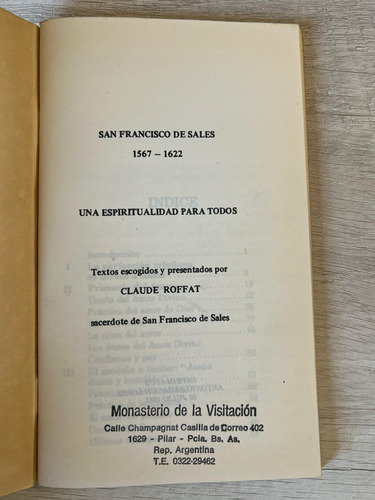 SAN FRANCISCO DE SALES
1567 – 1622
UNA ESPIRITUALIDAD PARA TODOS
Textos escogidos y presentados por
CLAUDE ROFFAT
sacerdote de San Francisco de Sales
Monasterio de la Visitación
Calle Champagnat Casilla de Correo 402
1629 - Pilar - Pcia. Bs. As.
Rep. Argentina
T.E. 0322-29462